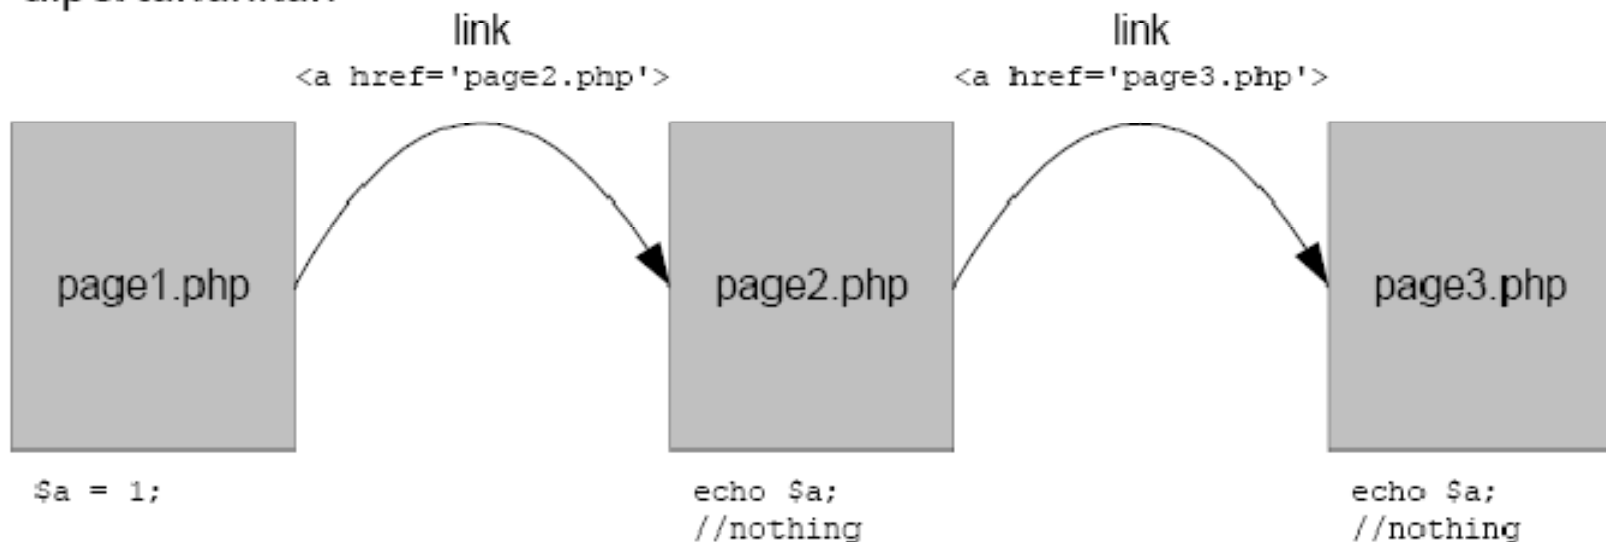 link link
<a href='page2.php'> <a href='page3.php'>
page1.php page2.php page3.php
$a = 1; echo $a; echo $a;
//nothing //nothing